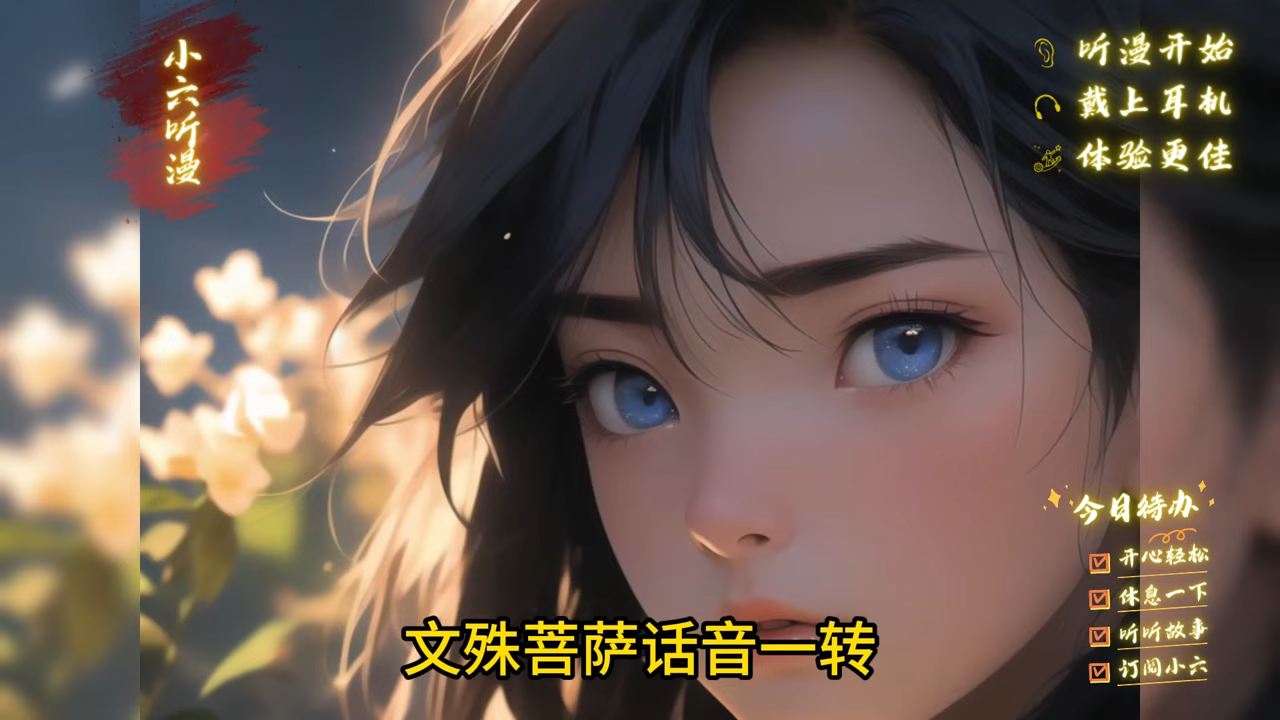 小六听漫
听漫开始
戴上耳机
体验更佳
今日待办
开心轻松
休息一下
听听故事
订阅小六
文殊菩萨话音一转